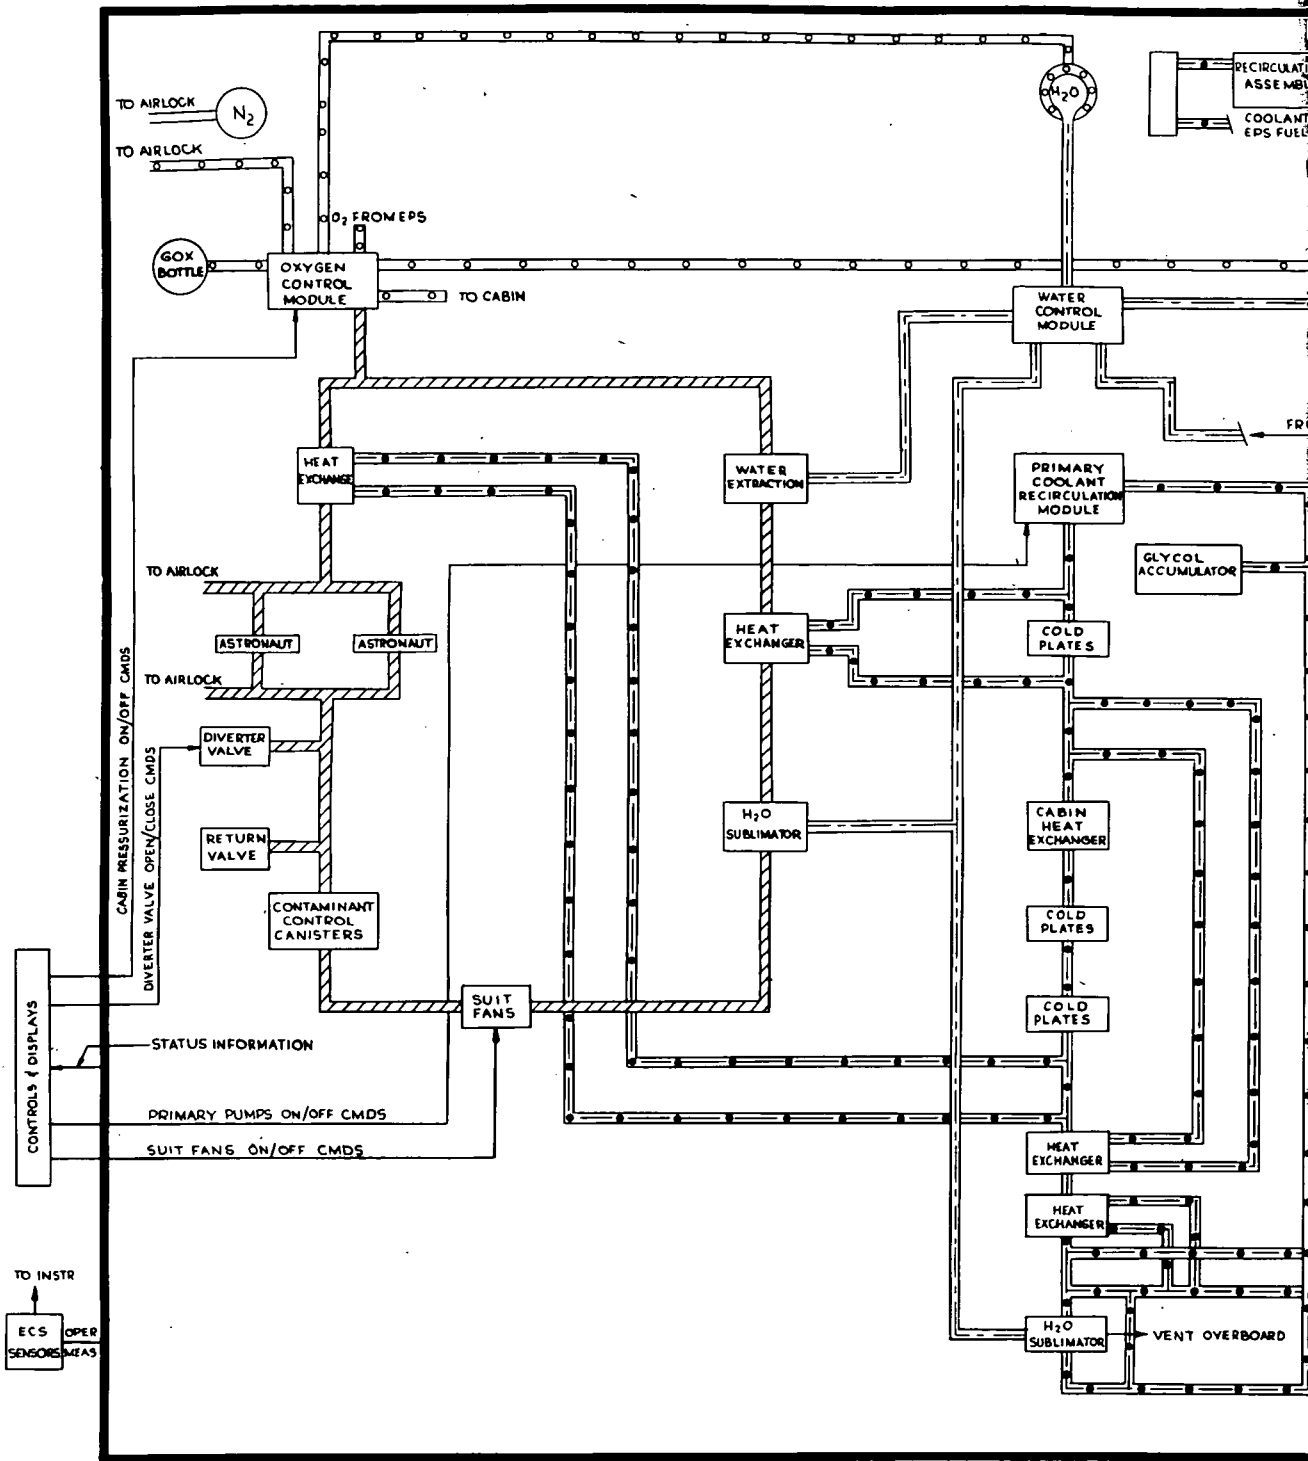 TO AIRLOCK
N2
TO AIRLOCK
O2 FROM EPS
GOX
BOTTLE
OXYGEN
CONTROL
MODULE
TO CABIN
H2O
ASSEMB
COOLANT
WATER
CONTROL
MODULE
HEAT
EXCHANGE
WATER
EXTRACTION
PRIMARY
COOLANT
RECIRCULATION
MODULE
GLYCOL
ACCUMULATOR
TO AIRLOCK
ASTRONAUT
ASTRONAUT
TO AIRLOCK
HEAT
EXCHANGER
COLD
PLATES
CABIN PRESSURIZATION ON/OFF CMDS
DIVERTER VALVE OPEN/CLOSE CMDS
DIVERTER
VALVE
RETURN
VALVE
H2O
SUBLIMATOR
CABIN
HEAT
EXCHANGER
CONTAMINANT
CONTROL
CANISTERS
COLD
PLATES
SUIT
FANS
COLD
PLATES
CONTROLS & DISPLAYS
STATUS INFORMATION
PRIMARY PUMPS ON/OFF CMDS
SUIT FANS ON/OFF CMDS
HEAT
EXCHANGER
HEAT
EXCHANGER
TO INSTR
ECS
SENSORS
OPER
MEAS
H2O
SUBLIMATOR
VENT OVERBOARD